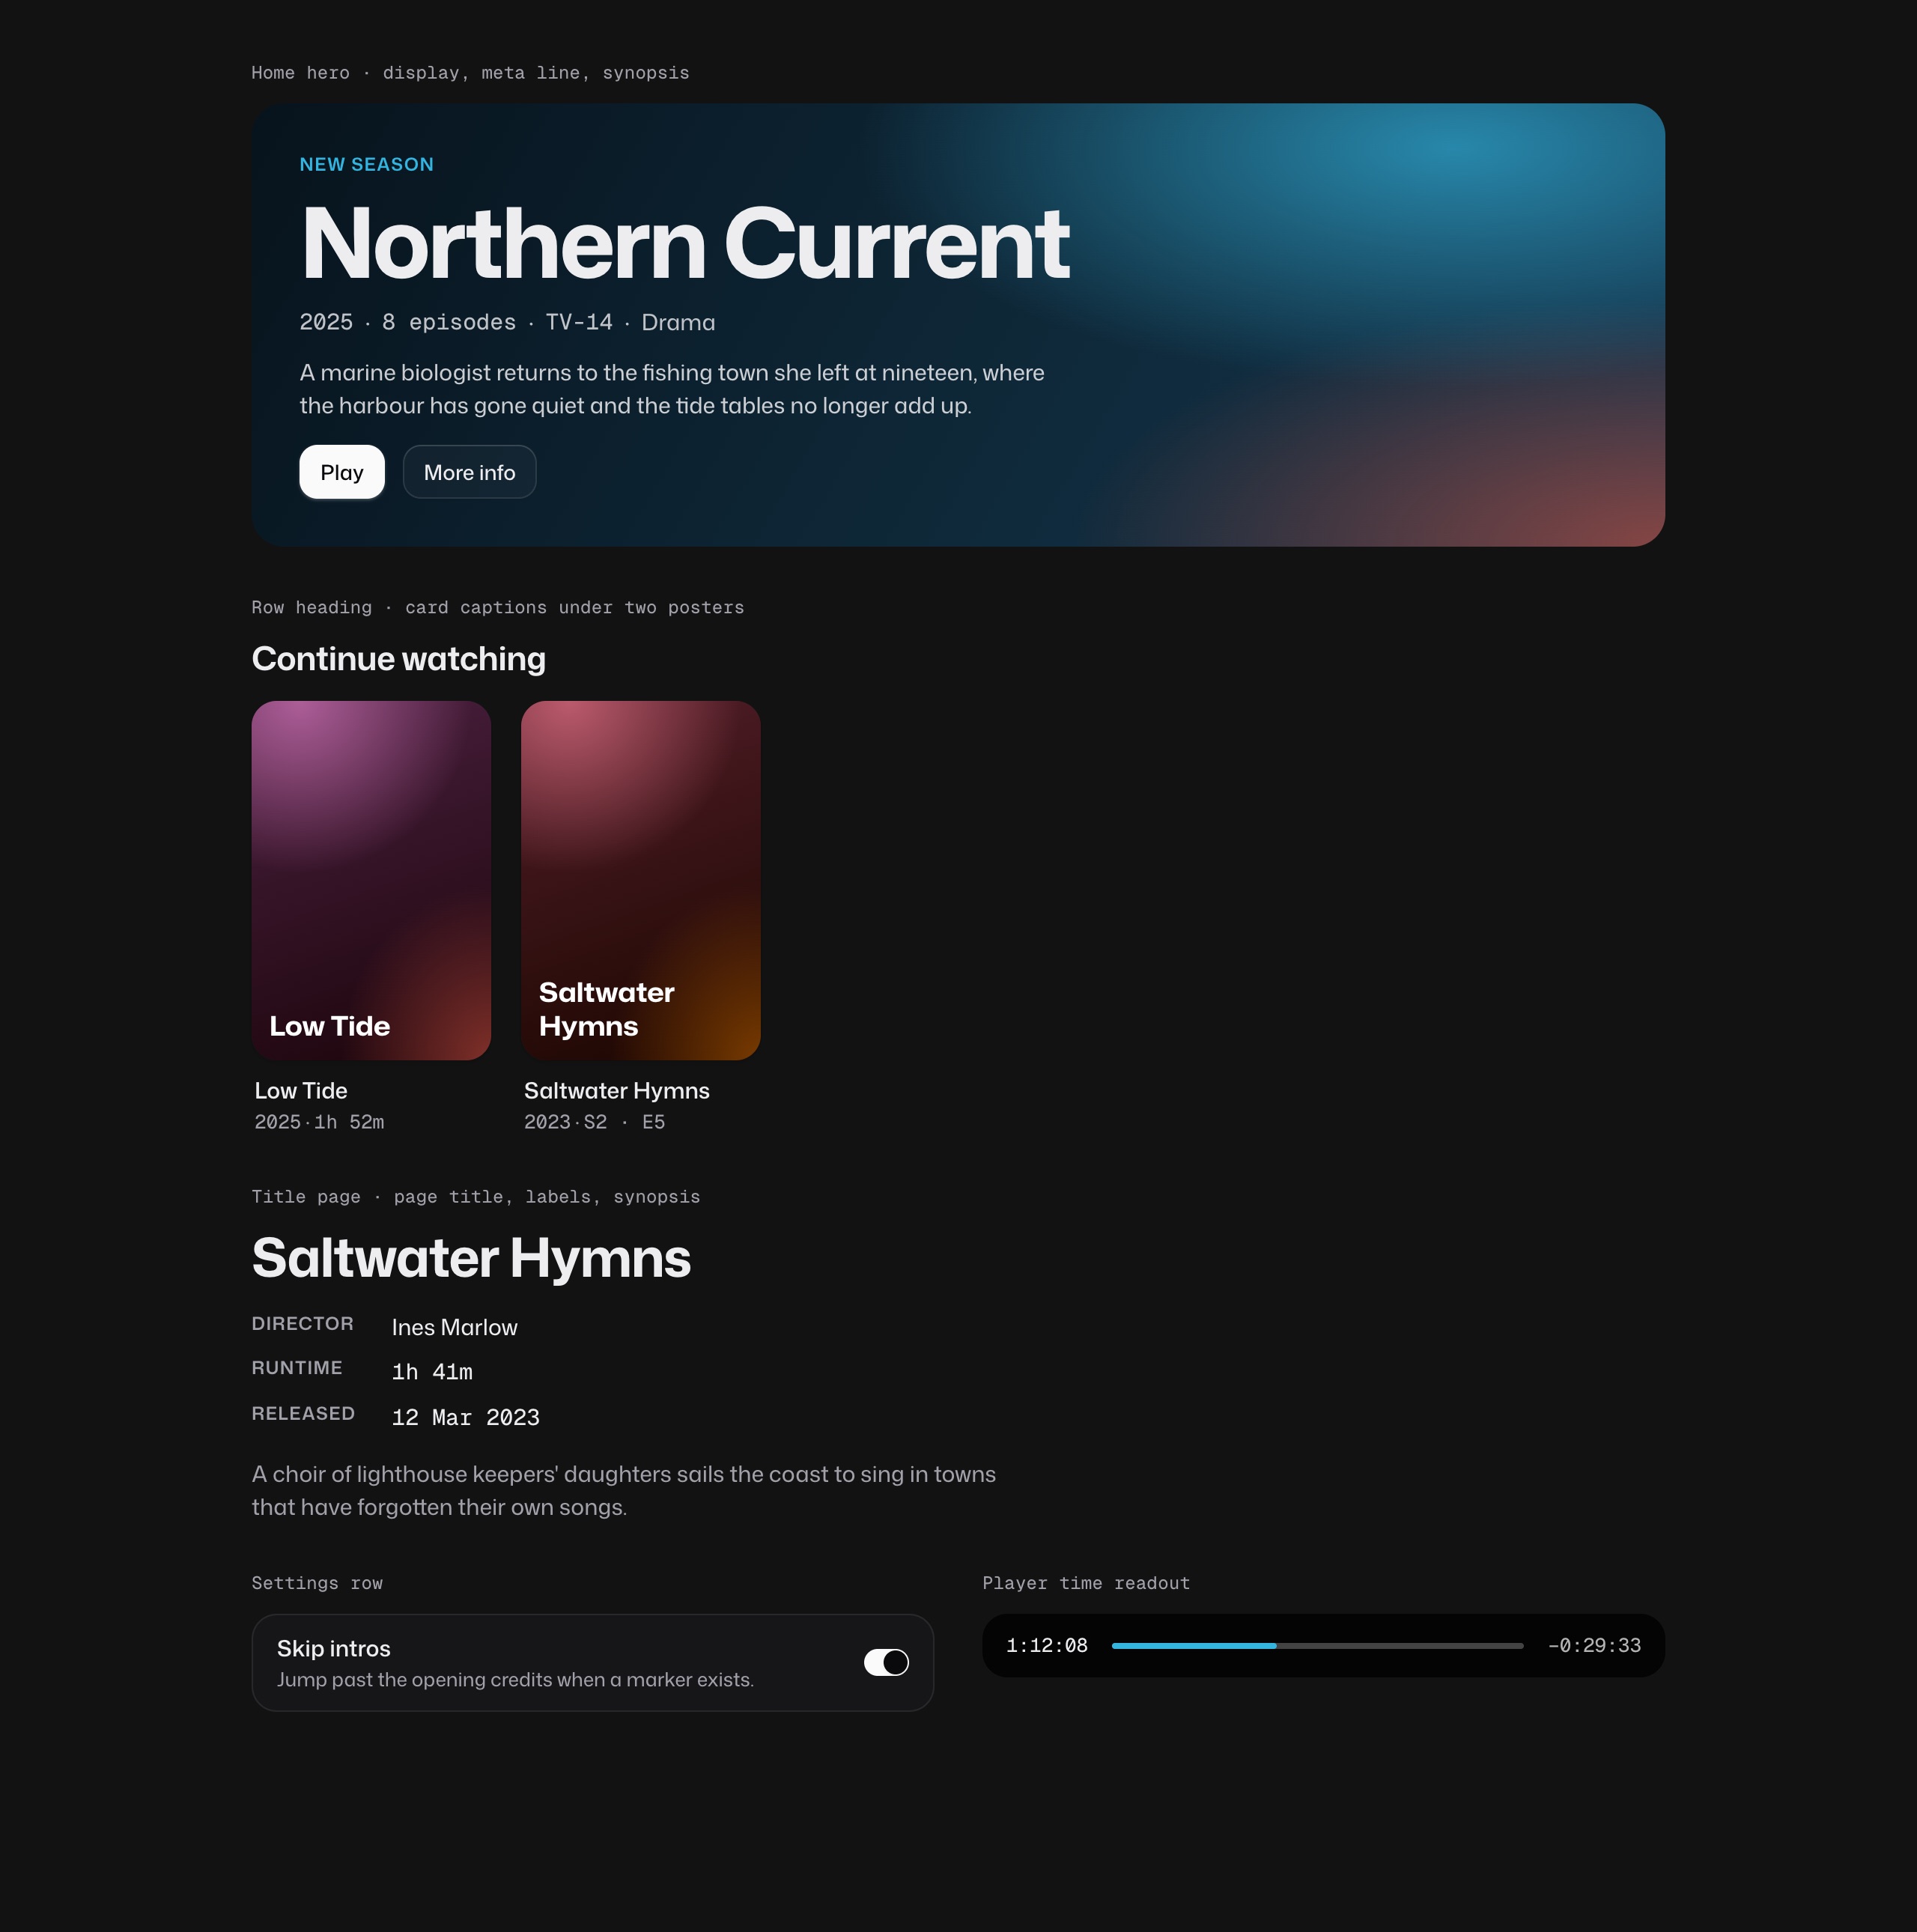 Home hero · display, meta line, synopsis
NEW SEASON
Northern Current
2025 · 8 episodes · TV-14 · Drama
A marine biologist returns to the fishing town she left at nineteen, where
the harbour has gone quiet and the tide tables no longer add up.
Play
More info
Row heading · card captions under two posters
Continue watching
Low Tide
Saltwater
Hymns
Low Tide
2025·1h 52m
Saltwater Hymns
2023·S2 · E5
Title page · page title, labels, synopsis
Saltwater Hymns
DIRECTOR Ines Marlow
RUNTIME 1h 41m
RELEASED 12 Mar 2023
A choir of lighthouse keepers' daughters sails the coast to sing in towns
that have forgotten their own songs.
Settings row
Skip intros
Jump past the opening credits when a marker exists.
Player time readout
1:12:08
−0:29:33